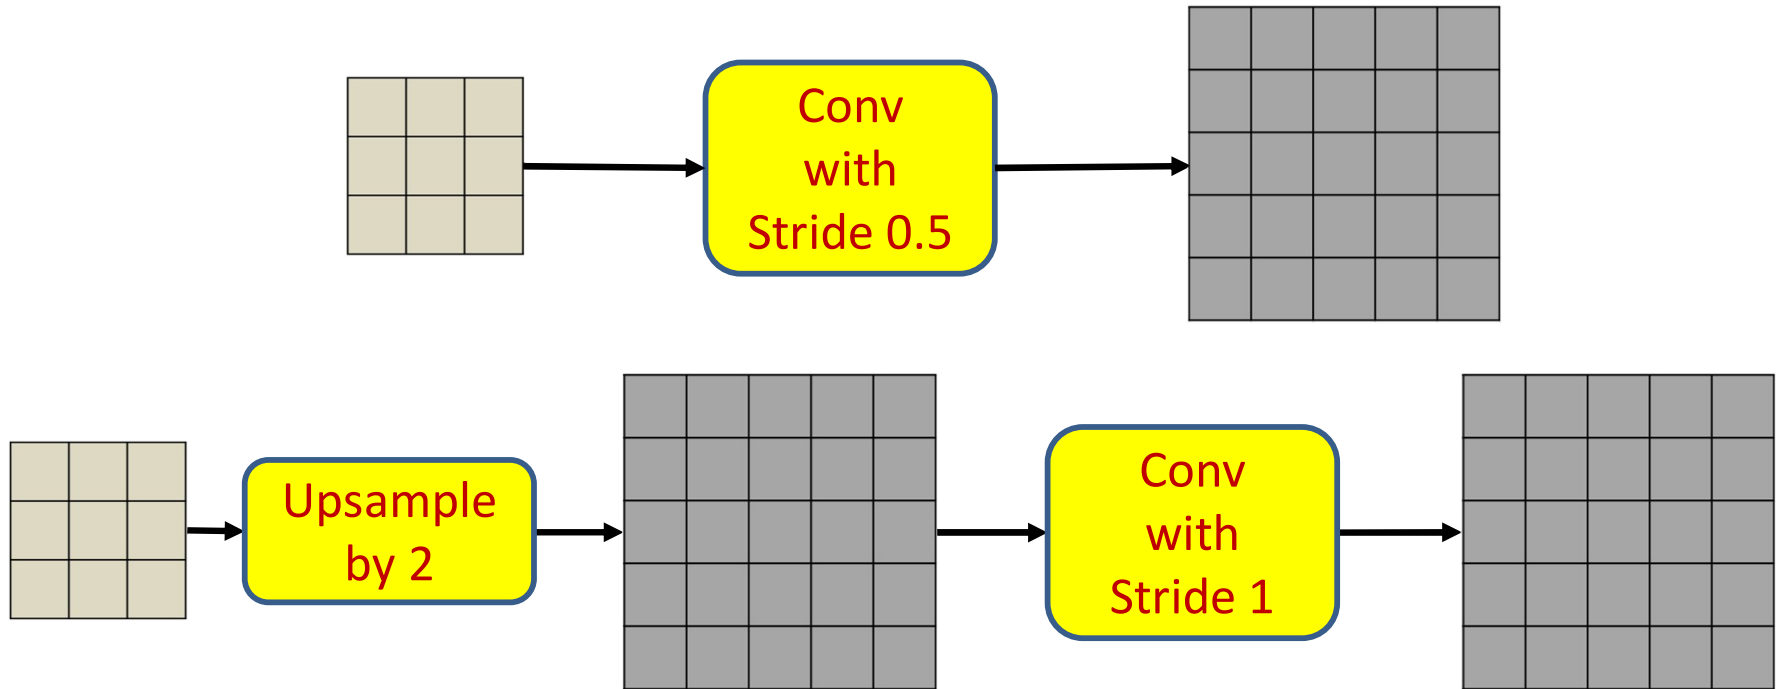 Conv
with
Stride 0.5
Upsample
by 2
Conv
with
Stride 1